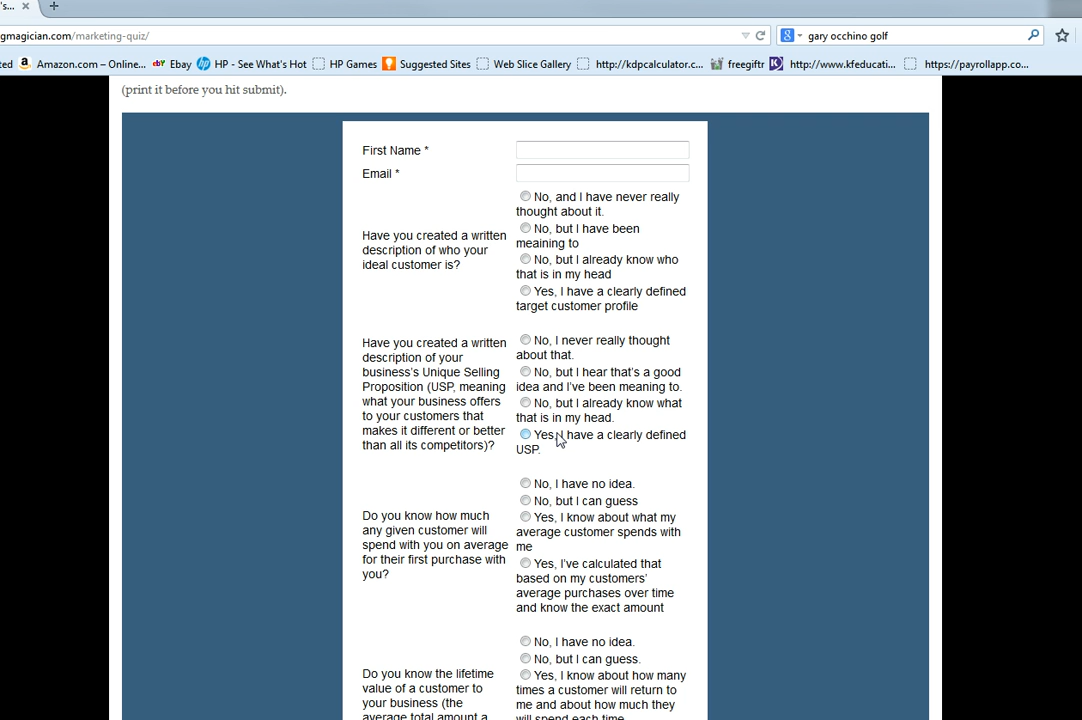 's...
gmagician.com/marketing-quiz/
gary occhino golf
ted Amazon.com – Online... Ebay HP - See What's Hot HP Games Suggested Sites Web Slice Gallery http://kdpcalculator.c... freegiftr http://www.kfeducati... https://payrollapp.co...
(print it before you hit submit).
First Name *
Email *
Have you created a written
description of who your
ideal customer is?
No, and I have never really
thought about it.
No, but I have been
meaining to
No, but I already know who
that is in my head
Yes, I have a clearly defined
target customer profile
Have you created a written
description of your
business's Unique Selling
Proposition (USP, meaning
what your business offers
to your customers that
makes it different or better
than all its competitors)?
No, I never really thought
about that.
No, but I hear that's a good
idea and I've been meaning to.
No, but I already know what
that is in my head.
Yes, I have a clearly defined
USP.
Do you know how much
any given customer will
spend with you on average
for their first purchase with
you?
No, I have no idea.
No, but I can guess
Yes, I know about what my
average customer spends with
me
Yes, I've calculated that
based on my customers'
average purchases over time
and know the exact amount
Do you know the lifetime
value of a customer to
your business (the
average total amount a
No, I have no idea.
No, but I can guess.
Yes, I know about how many
times a customer will return to
me and about how much they
will spend each time